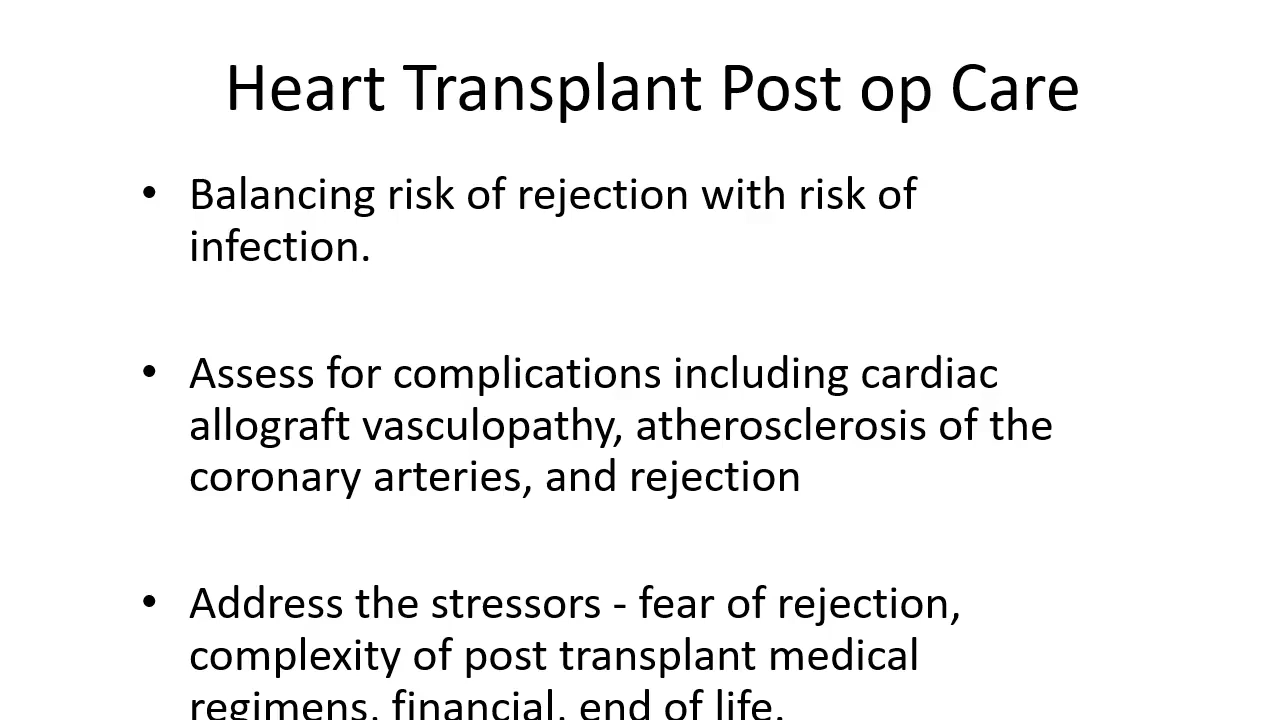 Heart Transplant Post op Care
• Balancing risk of rejection with risk of
infection.
• Assess for complications including cardiac
allograft vasculopathy, atherosclerosis of the
coronary arteries, and rejection
• Address the stressors - fear of rejection,
complexity of post transplant medical
regimens, financial, end of life.